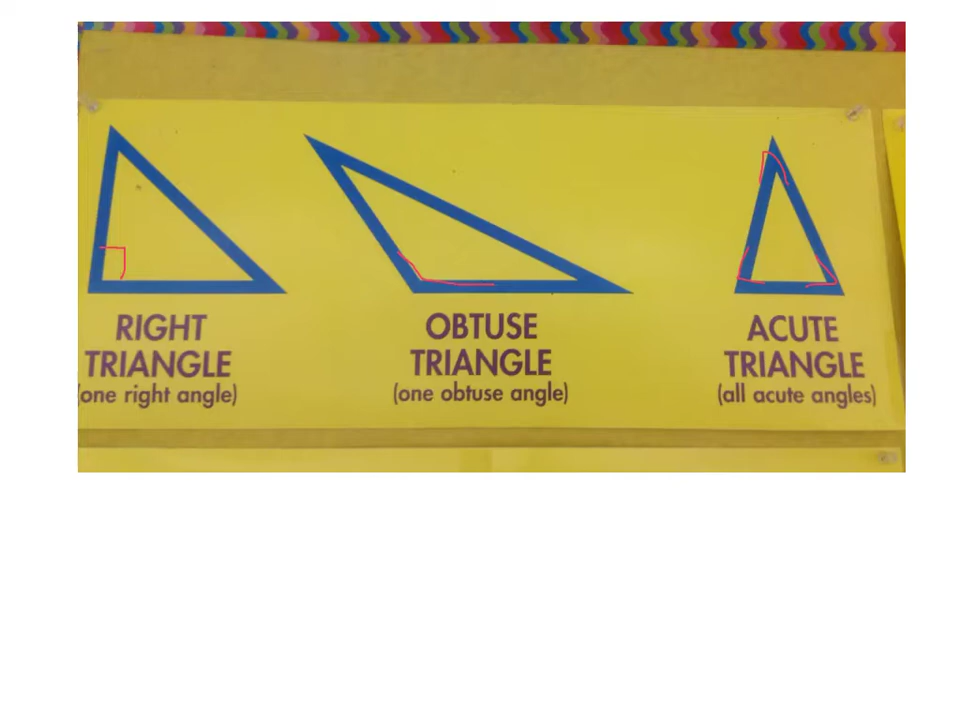 RIGHT
TRIANGLE
(one right angle)
OBTUSE
TRIANGLE
(one obtuse angle)
ACUTE
TRIANGLE
(all acute angles)